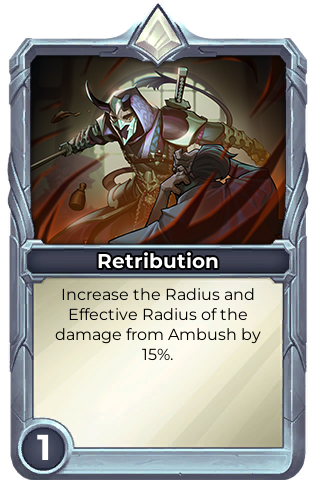 Retribution
Increase the Radius and
Effective Radius of the
damage from Ambush by
15%.
1